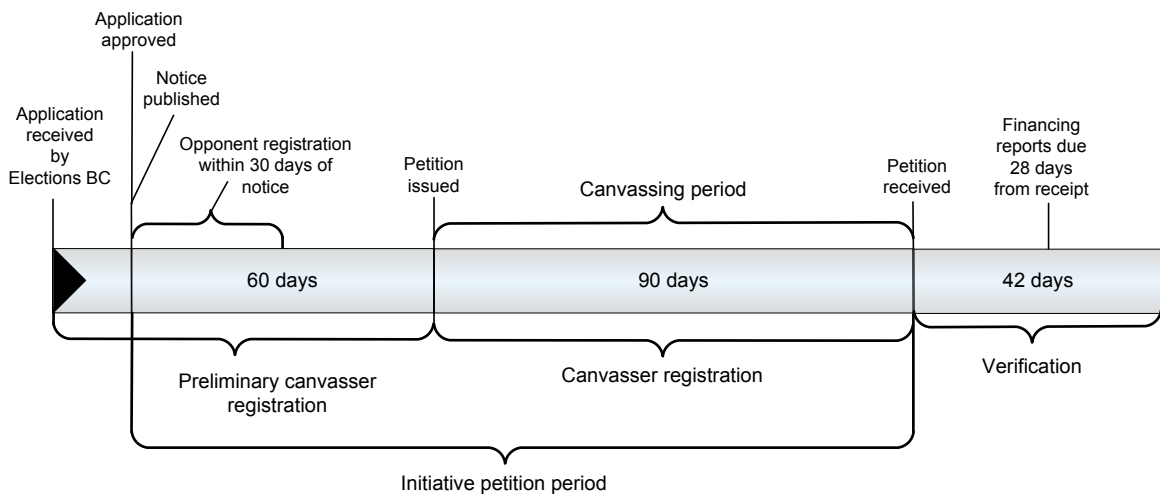 Application
approved
Notice
published
Application
received
by
Elections BC
Opponent registration
within 30 days of
notice
Petition
issued
Canvassing period
Petition
received
Financing
reports due
28 days
from receipt
60 days
90 days
42 days
Preliminary canvasser
registration
Canvasser registration
Verification
Initiative petition period